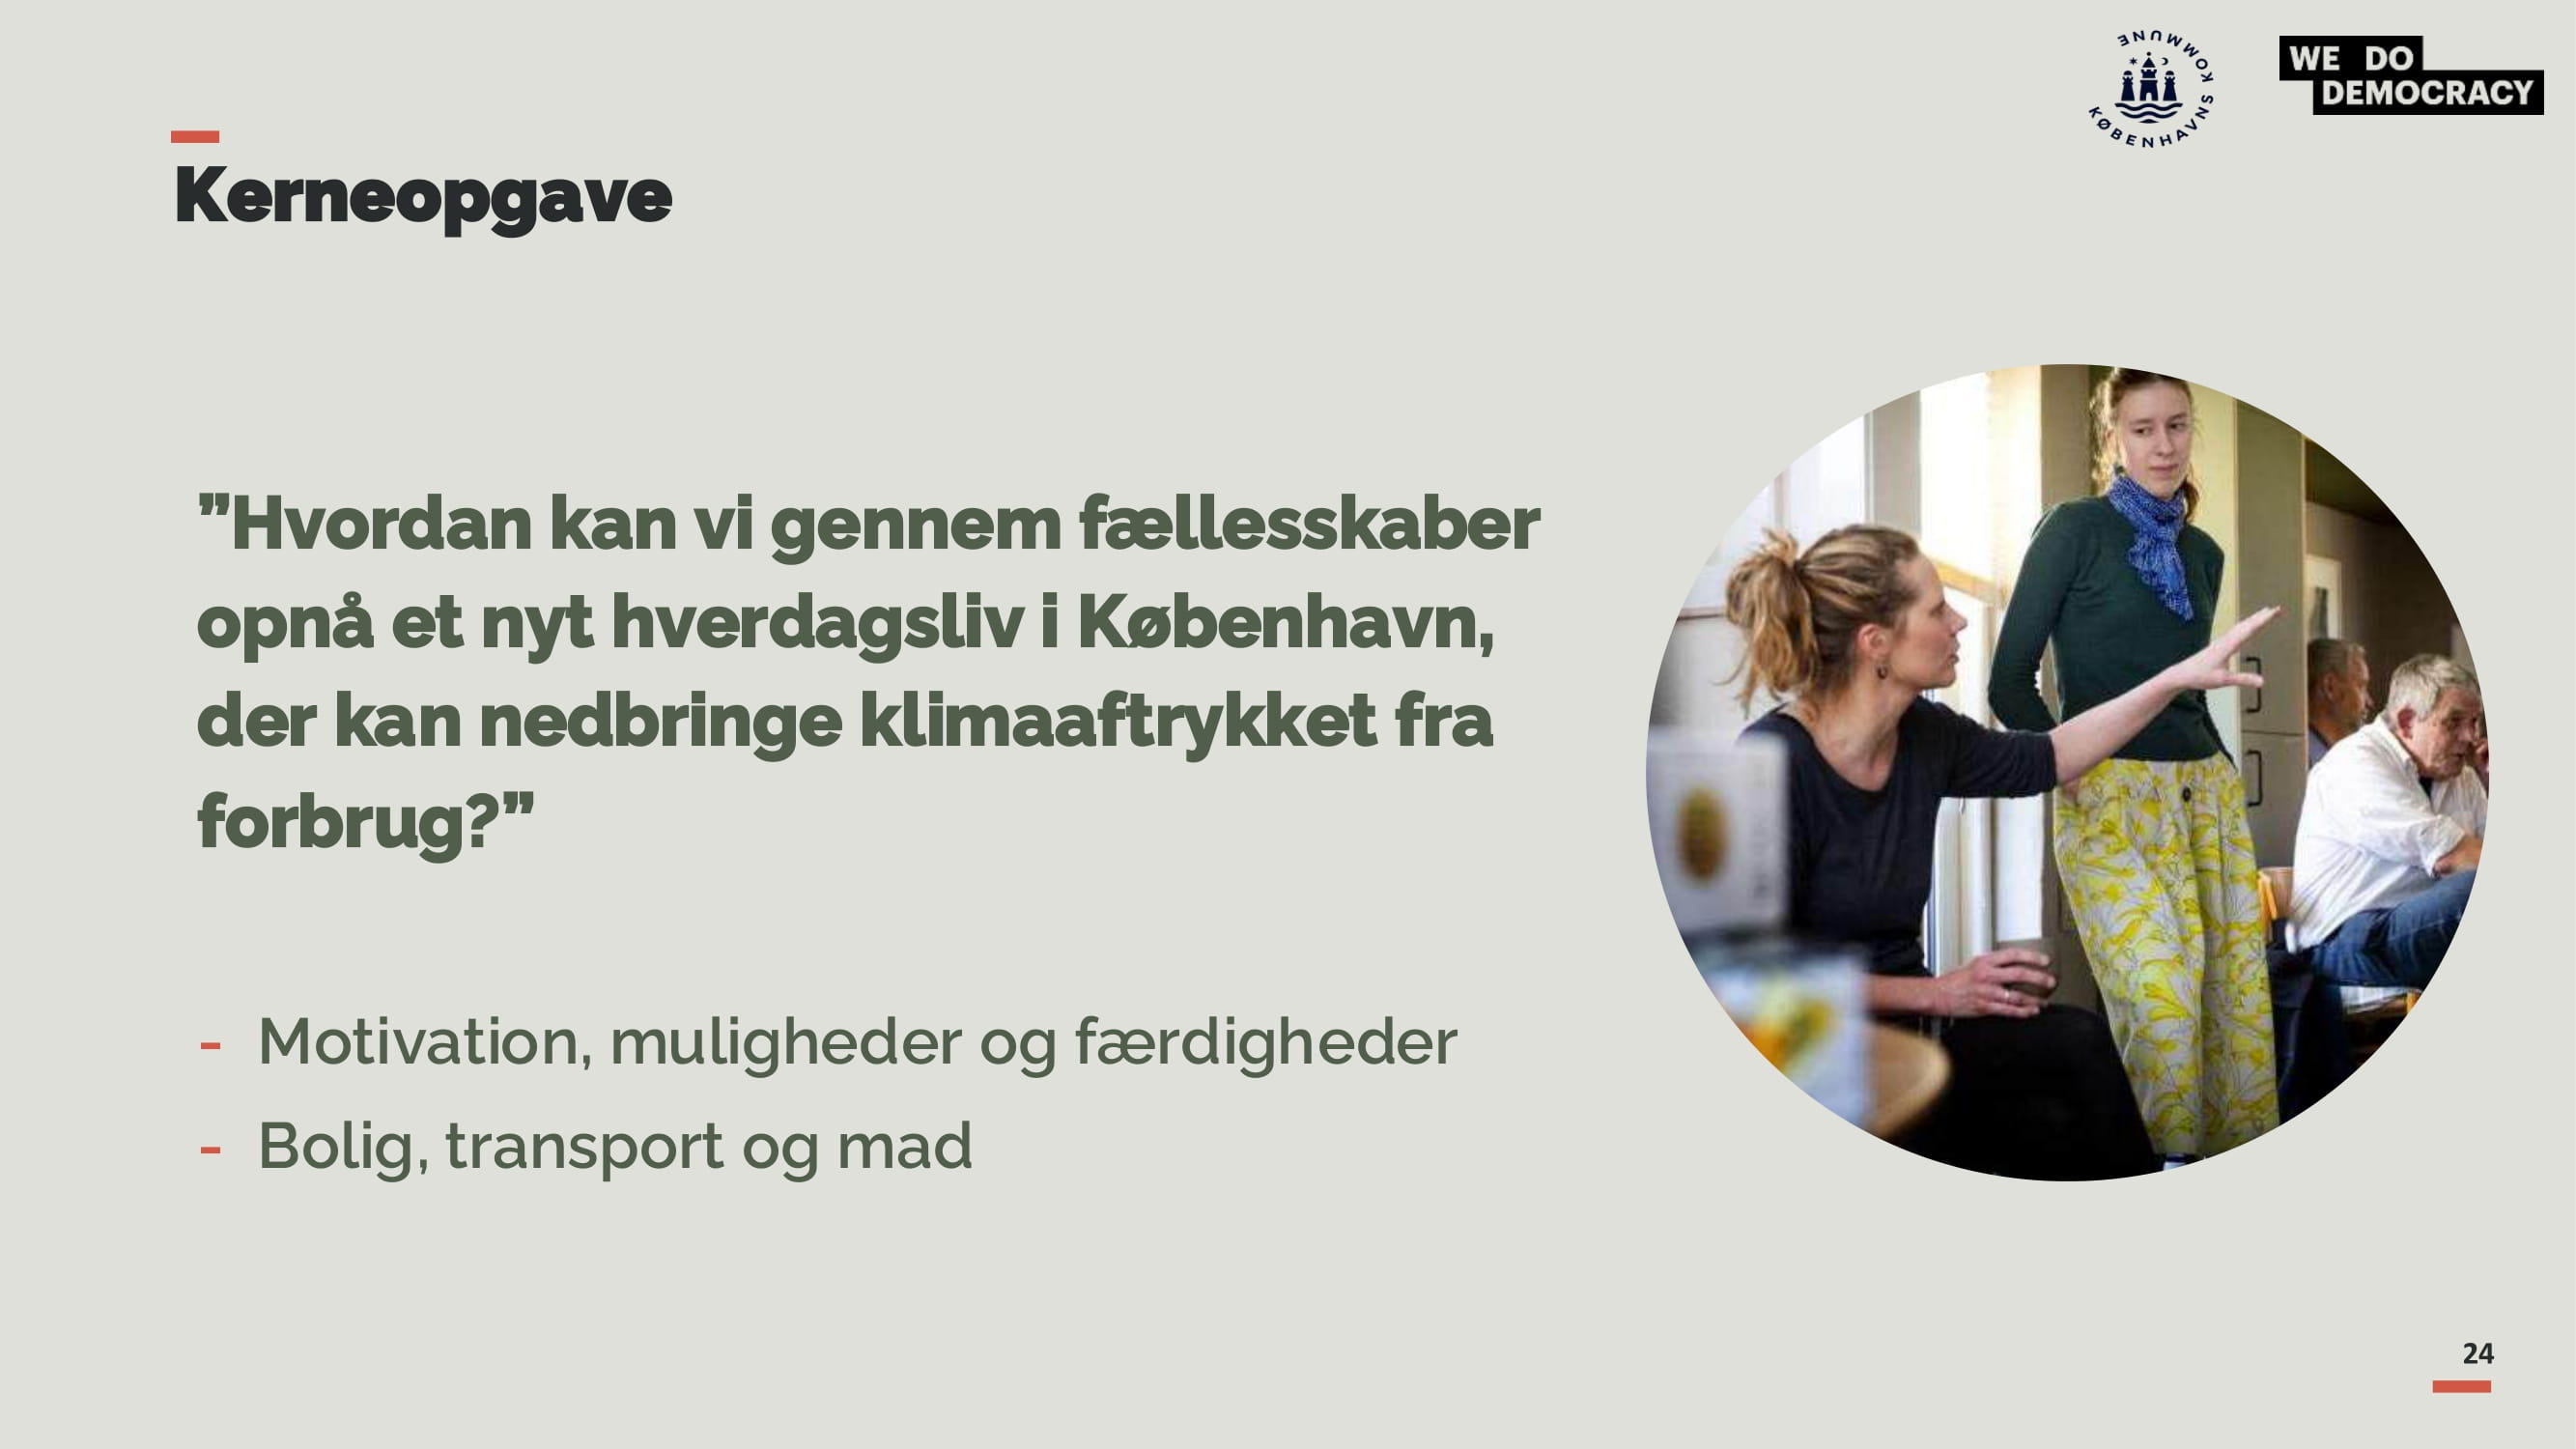 KØBENHAVNS KOMMUNE
WE DO
DEMOCRACY
Kerneopgave
”Hvordan kan vi gennem fællesskaber
opnå et nyt hverdagsliv i København,
der kan nedbringe klimaaftrykket fra
forbrug?”
- Motivation, muligheder og færdigheder
- Bolig, transport og mad
24